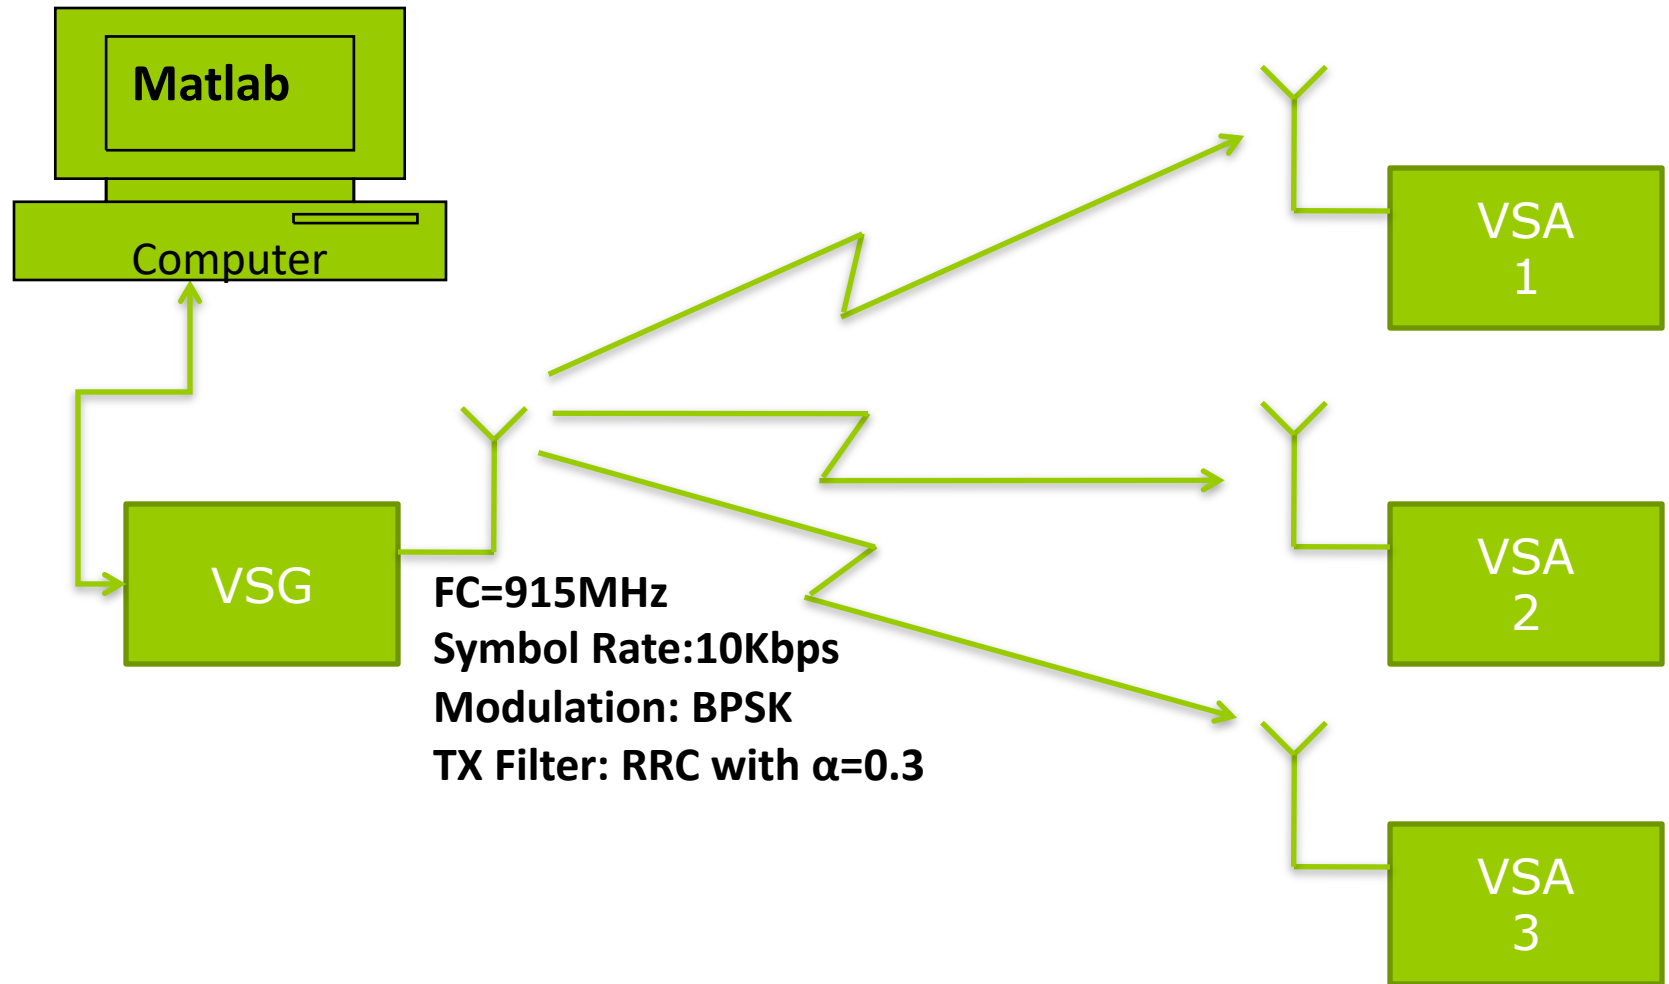 Matlab
Computer
VSG
FC=915MHz
Symbol Rate:10Kbps
Modulation: BPSK
TX Filter: RRC with α=0.3
VSA
1
VSA
2
VSA
3